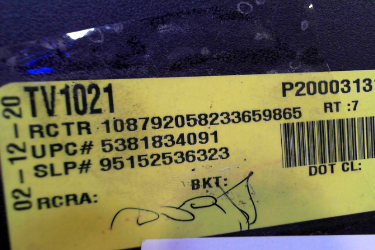 02-12-20
TV1021
P2000313
RT :7
RCTR 108792058233659865
UPC# 5381834091
SLP# 95152536323
BKT:
DOT CL:
RCRA: